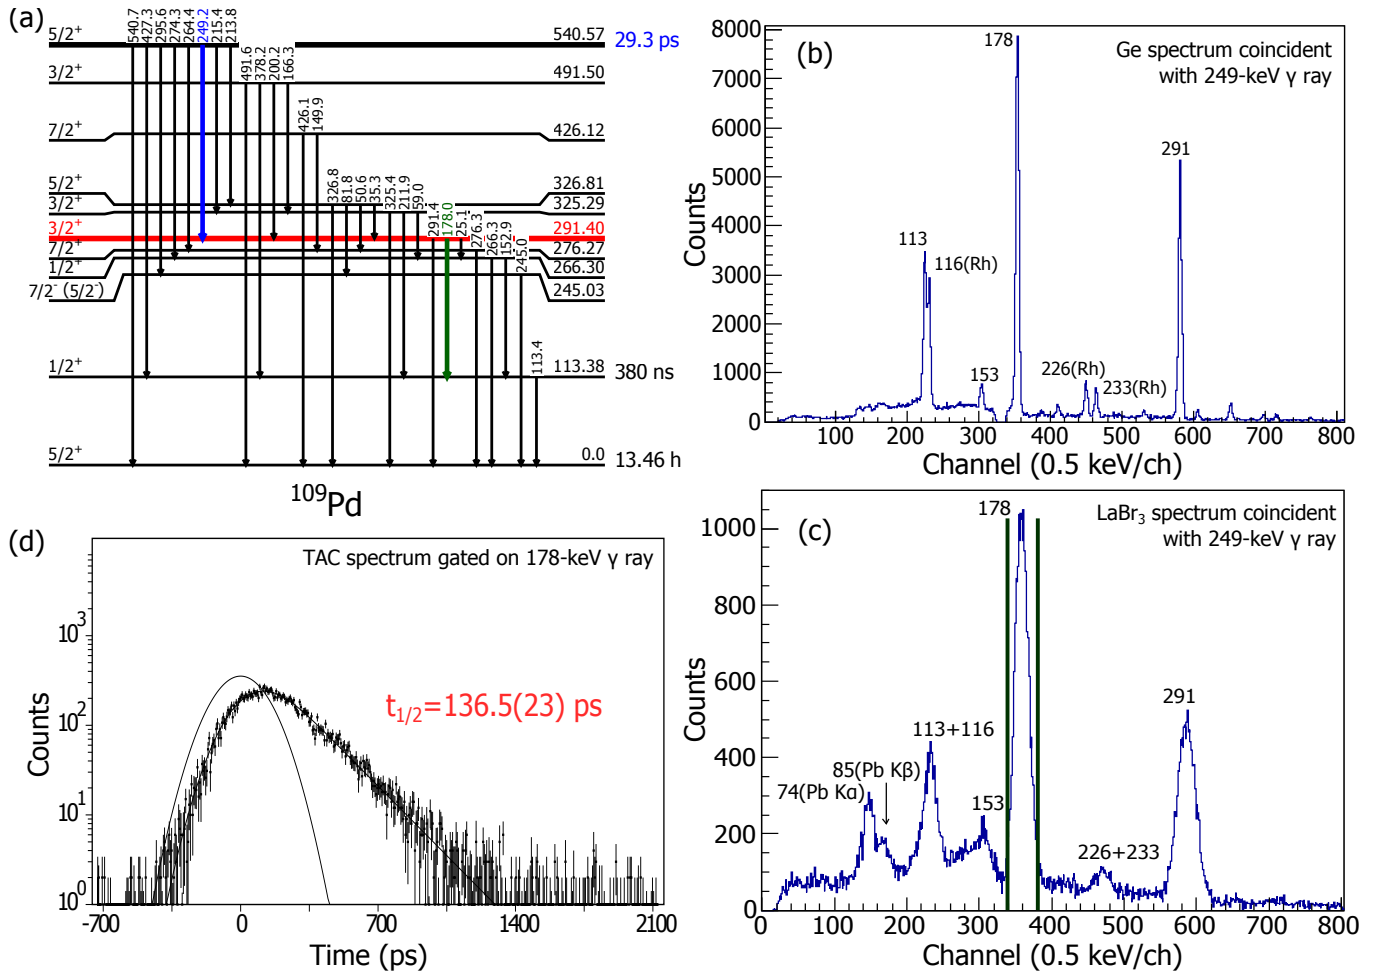 (a)
540.7 427.3 295.6 274.3 264.4 249.2 215.4 213.8
5/2+ 540.57 29.3 ps
491.6 378.2 200.2 166.3
3/2+ 491.50
426.1 149.9
7/2+ 426.12
326.8 81.8 50.6 35.3 325.4 211.9 59.0
5/2+ 326.81
3/2+ 325.29
291.4 178.0 25.1 276.3 266.3 152.9 245.0
3/2+ 291.40
7/2+ 276.27
1/2+ 266.30
7/2- (5/2-) 245.03
113.4
1/2+ 113.38 380 ns
5/2+ 0.0 13.46 h
109Pd
(b)
Ge spectrum coincident
with 249-keV γ ray
8000
7000
6000
5000
4000
3000
2000
1000
0
Counts
178
291
113
116(Rh)
153
226(Rh)
233(Rh)
100 200 300 400 500 600 700 800
Channel (0.5 keV/ch)
(c)
LaBr3 spectrum coincident
with 249-keV γ ray
1000
800
600
400
200
0
Counts
178
291
113+116
85(Pb Kβ)
74(Pb Kα)
153
226+233
0 100 200 300 400 500 600 700 800
Channel (0.5 keV/ch)
(d)
TAC spectrum gated on 178-keV γ ray
10^3
10^2
10^1
10^0
Counts
t1/2=136.5(23) ps
-700 0 700 1400 2100
Time (ps)